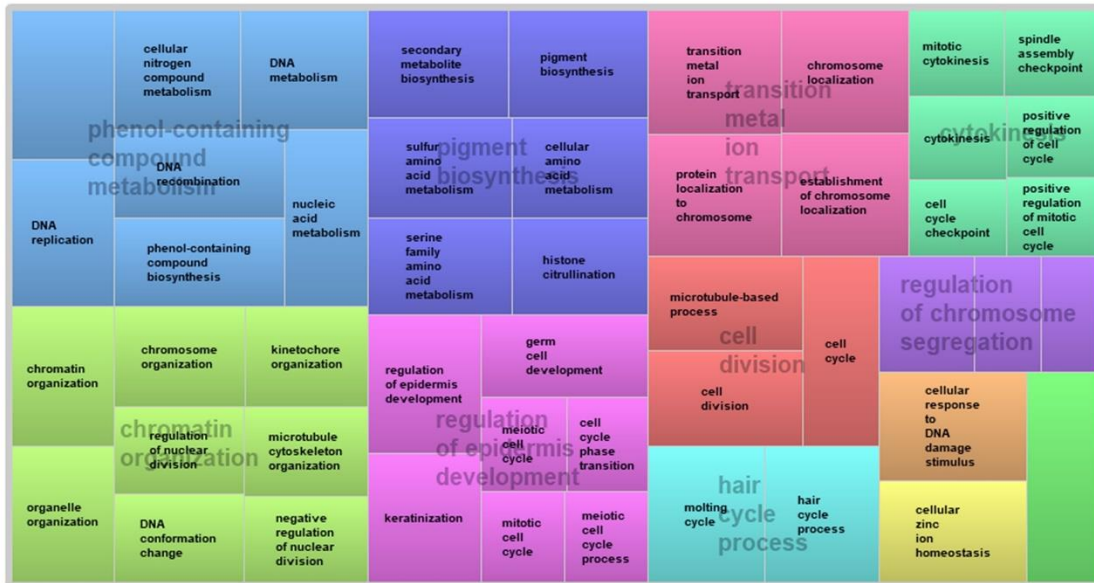 cellular
nitrogen
compound
metabolism
DNA
metabolism
phenol-containing
compound
metabolism
DNA
recombination
nucleic
acid
metabolism
DNA
replication
phenol-containing
compound
biosynthesis
secondary
metabolite
biosynthesis
pigment
biosynthesis
pigment
biosynthesis
sulfur
amino
acid
metabolism
cellular
amino
acid
metabolism
serine
family
amino
acid
metabolism
histone
citrullination
transition
metal
ion
transport
chromosome
localization
transition
metal
ion
transport
protein
localization
to
chromosome
establishment
of chromosome
localization
mitotic
cytokinesis
spindle
assembly
checkpoint
cytokinesis
cytokinesis
positive
regulation
of cell
cycle
cell
cycle
checkpoint
positive
regulation
of mitotic
cell
cycle
chromatin
organization
chromosome
organization
kinetochore
organization
chromatin
organization
regulation
of nuclear
division
microtubule
cytoskeleton
organization
organelle
organization
DNA
conformation
change
negative
regulation
of nuclear
division
regulation
of epidermis
development
germ
cell
development
regulation
of epidermis
development
meiotic
cell
cycle
cell
cycle
phase
transition
keratinization
mitotic
cell
cycle
meiotic
cell
cycle
process
microtubule-based
process
cell
division
cell
cycle
cell
division
regulation
of chromosome
segregation
cellular
response
to
DNA
damage
stimulus
molting
cycle
hair
cycle
process
hair
cycle
process
cellular
zinc
ion
homeostasis